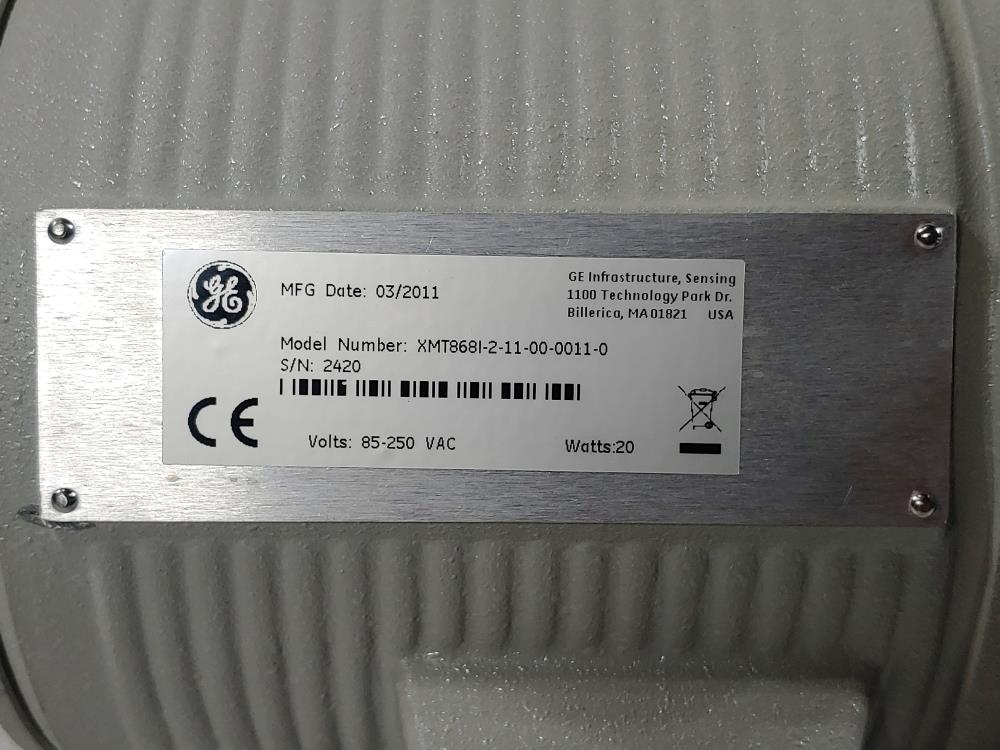 GE
MFG Date: 03/2011
GE Infrastructure, Sensing
1100 Technology Park Dr.
Billerica, MA 01821 USA
Model Number: XMT868I-2-11-00-0011-0
S/N: 2420
CE
Volts: 85-250 VAC
Watts:20